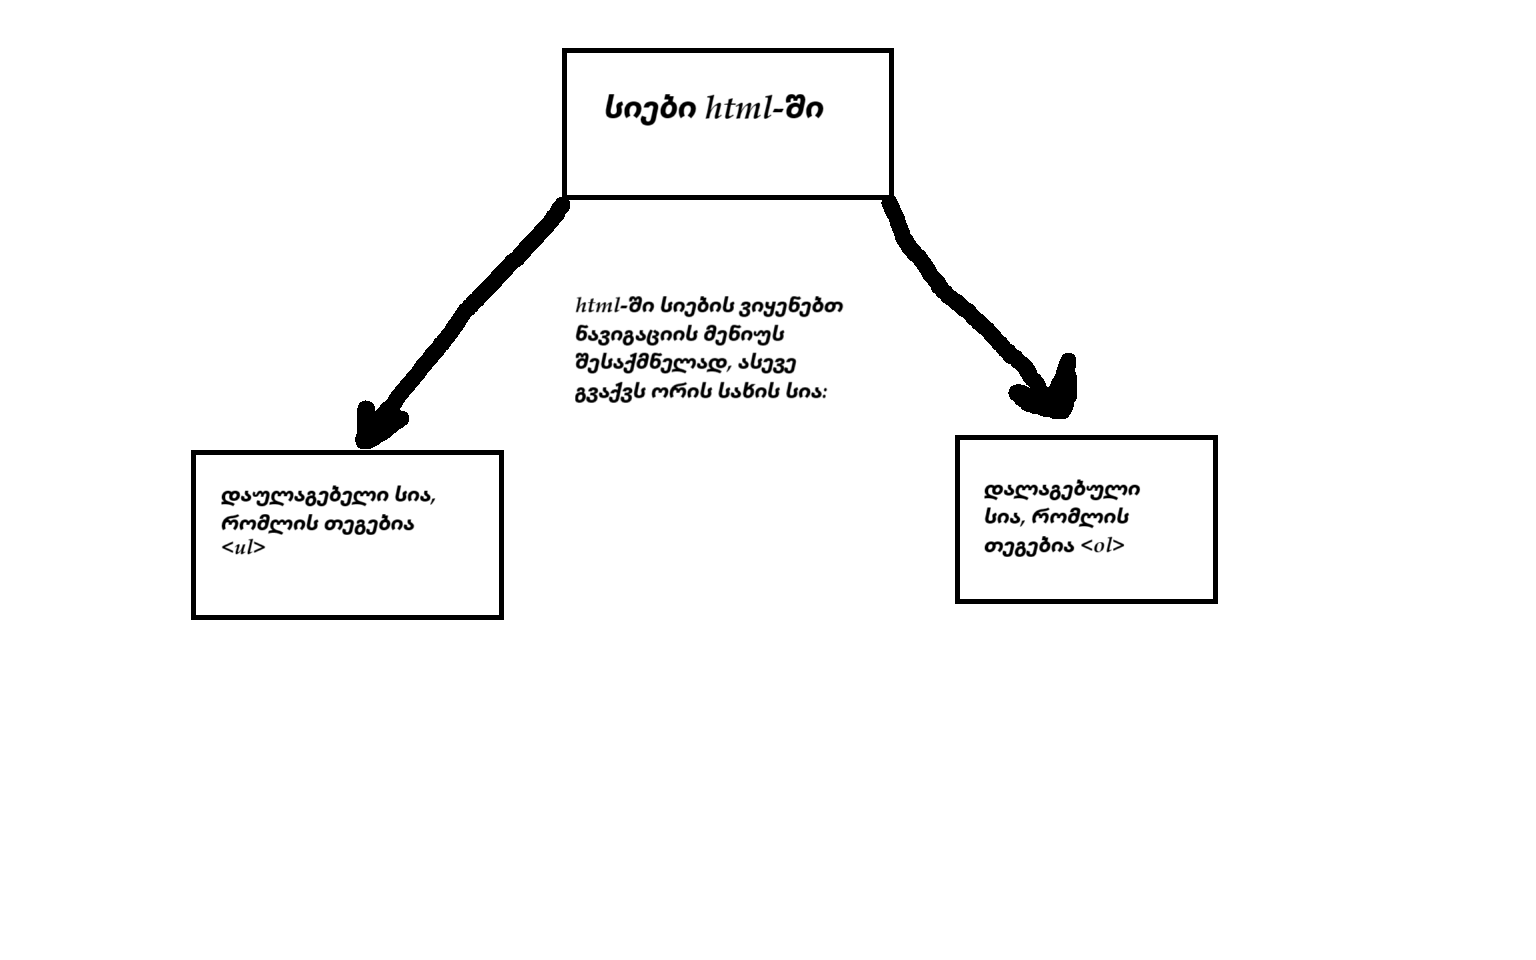 სიები html-ში
html-ში სიების ვიყენებთ
ნავიგაციის მენიუს
შესაქმნელად, ასევე
გვაქვს ორის სახის სია:
დაულაგებელი სია,
რომლის თეგებია
<ul>
დალაგებული
სია, რომლის
თეგებია <ol>